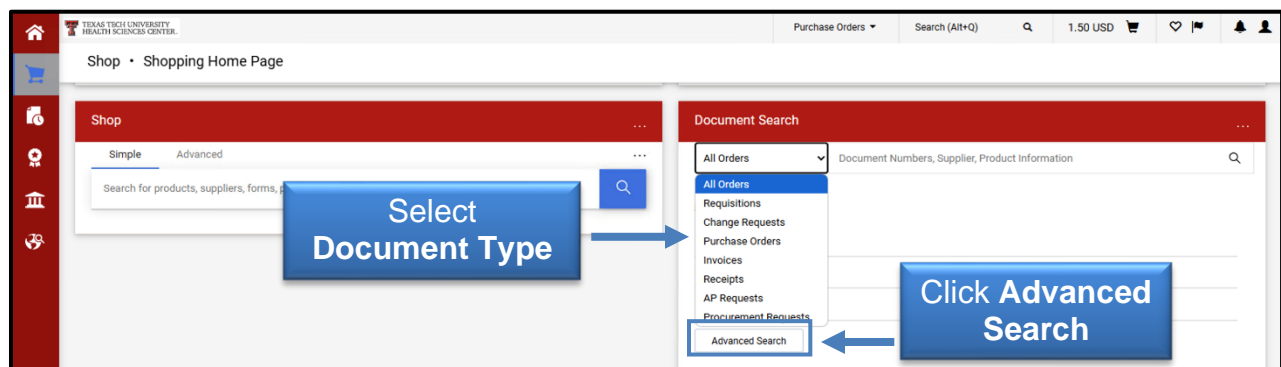 TEXAS TECH UNIVERSITY
HEALTH SCIENCES CENTER.
Purchase Orders
Search (Alt+Q)
1.50 USD
Shop • Shopping Home Page
Shop
...
Document Search
...
Simple
Advanced
...
All Orders
Document Numbers, Supplier, Product Information
Search for products, suppliers, forms, p
All Orders
Requisitions
Change Requests
Purchase Orders
Invoices
Receipts
AP Requests
Procurement Requests
Advanced Search
Select
Document Type
Click Advanced
Search